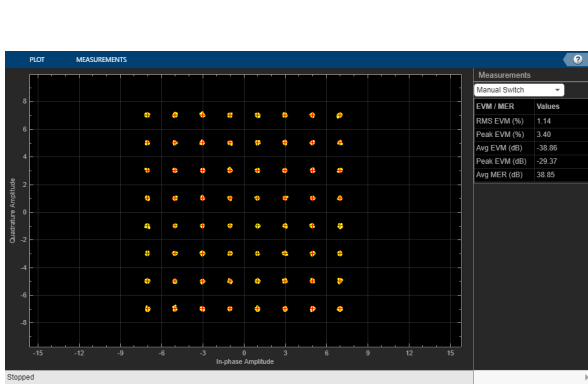 PLOT MEASUREMENTS ?
Measurements
Manual Switch
EVM / MER Values
RMS EVM (%) 1.14
Peak EVM (%) 3.40
Avg EVM (dB) -38.86
Peak EVM (dB) -29.37
Avg MER (dB) 38.85
Quadrature Amplitude
8
6
4
2
0
-2
-4
-6
-8
-15 -12 -9 -6 -3 0 3 6 9 12 15
In-phase Amplitude
Stopped